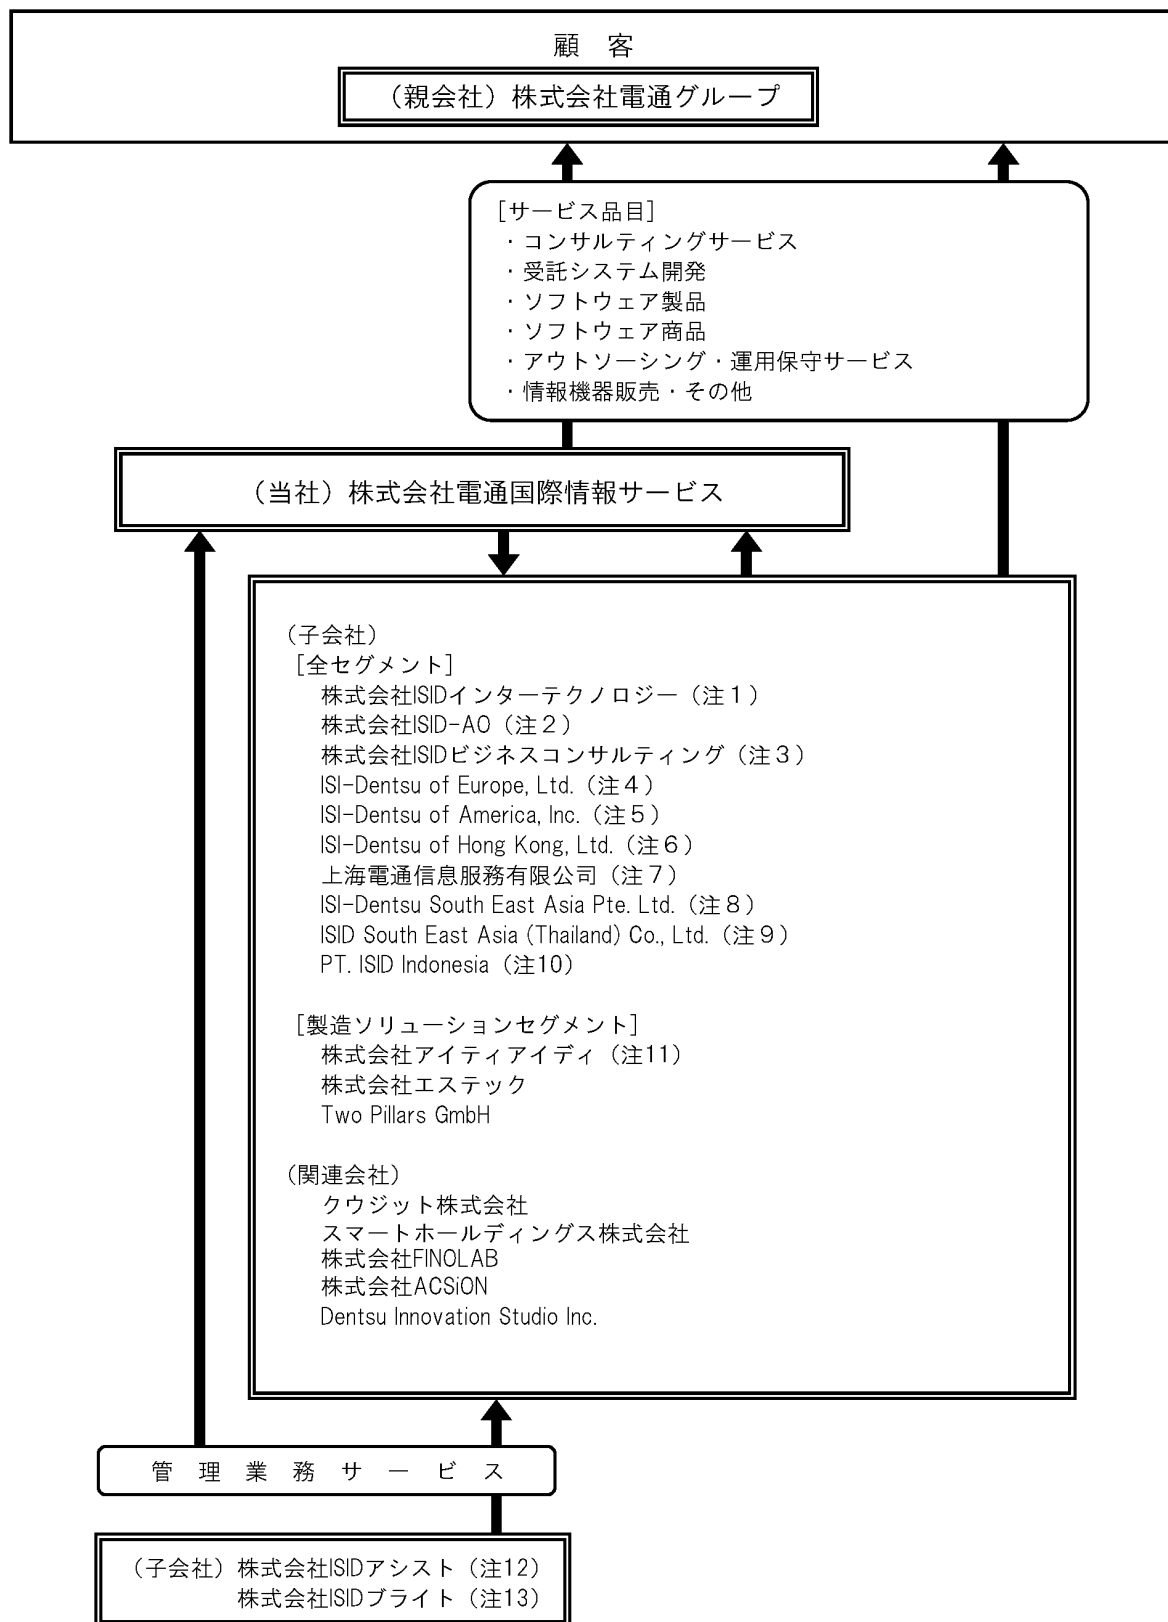 顧 客
（親会社）株式会社電通グループ
［サービス品目］
・コンサルティングサービス
・受託システム開発
・ソフトウェア製品
・ソフトウェア商品
・アウトソーシング・運用保守サービス
・情報機器販売・その他
（当社）株式会社電通国際情報サービス
（子会社）
［全セグメント］
株式会社ISIDインターテクノロジー（注１）
株式会社ISID-AO（注２）
株式会社ISIDビジネスコンサルティング（注３）
ISI-Dentsu of Europe, Ltd.（注４）
ISI-Dentsu of America, Inc.（注５）
ISI-Dentsu of Hong Kong, Ltd.（注６）
上海電通信息服務有限公司（注７）
ISI-Dentsu South East Asia Pte. Ltd.（注８）
ISID South East Asia (Thailand) Co., Ltd.（注９）
PT. ISID Indonesia（注10）
［製造ソリューションセグメント］
株式会社アイティアイディ（注11）
株式会社エステック
Two Pillars GmbH
（関連会社）
クウジット株式会社
スマートホールディングス株式会社
株式会社FINOLAB
株式会社ACSiON
Dentsu Innovation Studio Inc.
管 理 業 務 サ ー ビ ス
（子会社）株式会社ISIDアシスト（注12）
株式会社ISIDブライト（注13）